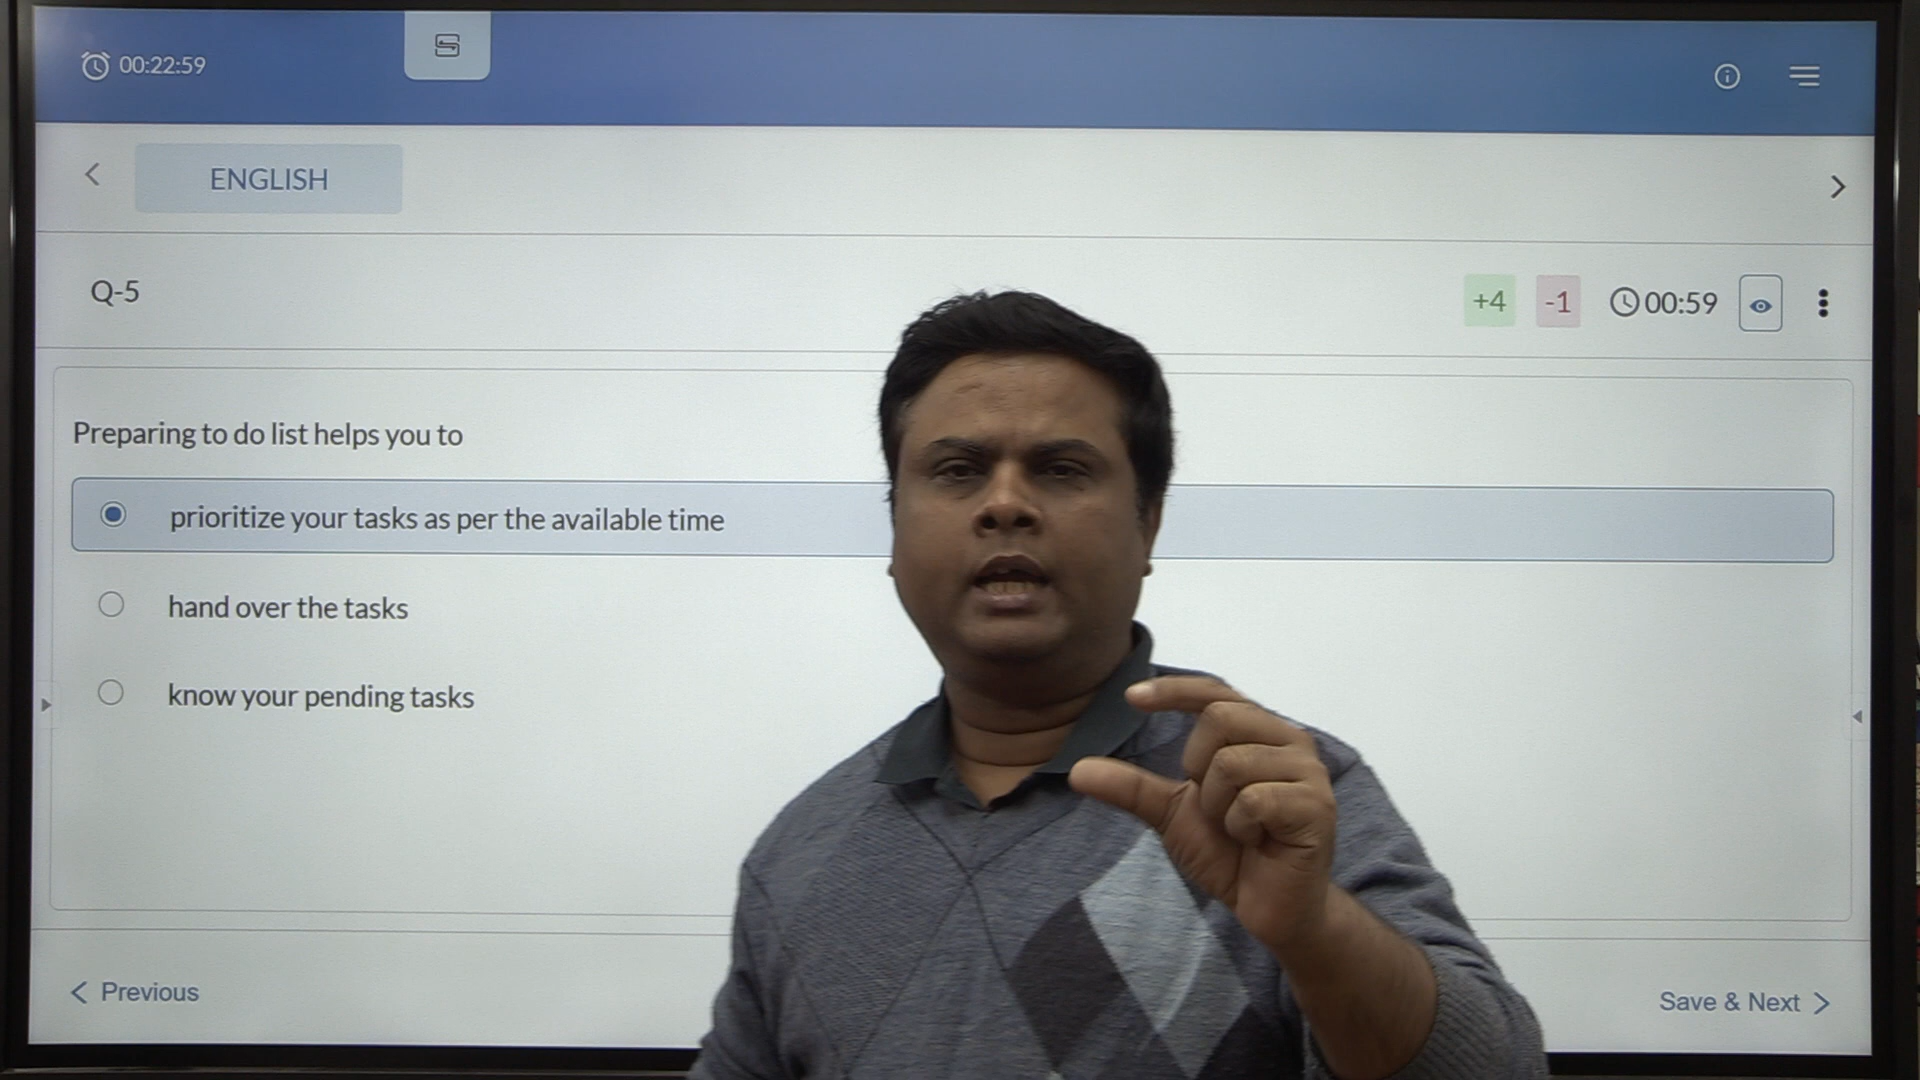 00:22:59
ENGLISH
Q-5
+4 -1 00:59
Preparing to do list helps you to
prioritize your tasks as per the available time
hand over the tasks
know your pending tasks
Previous
Save & Next